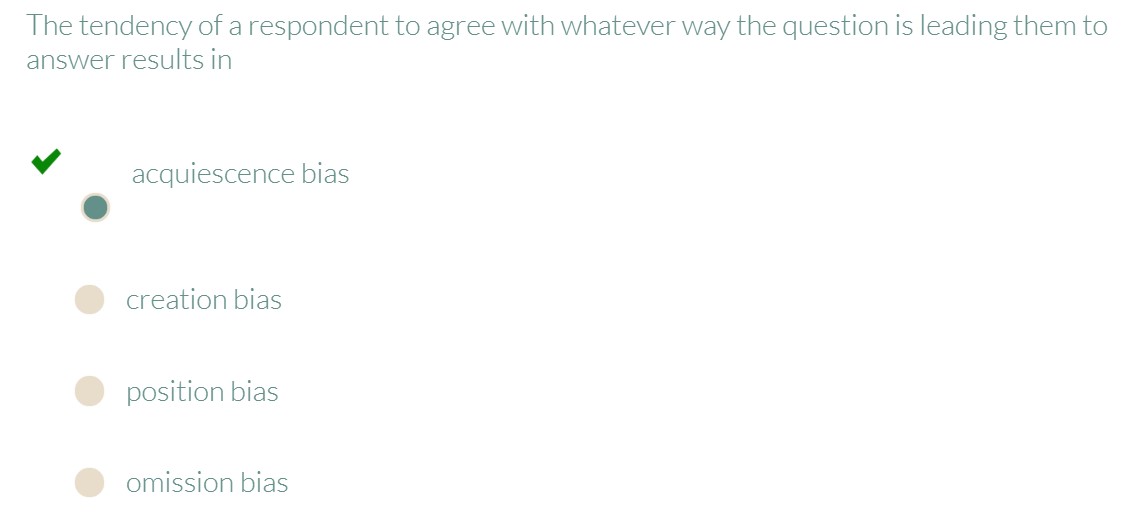 The tendency of a respondent to agree with whatever way the question is leading them to
answer results in
acquiescence bias
creation bias
position bias
omission bias